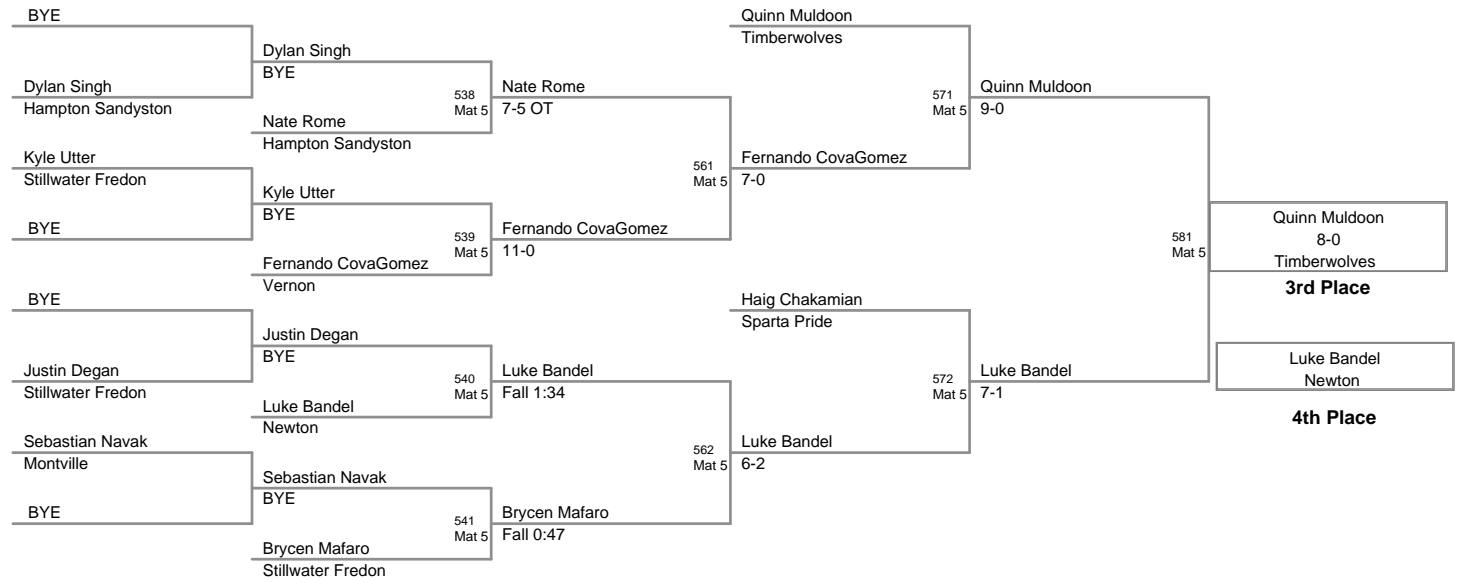 BYE
Dylan Singh
Hampton Sandyston
Kyle Utter
Stillwater Fredon
BYE
BYE
Justin Degan
Stillwater Fredon
Sebastian Navak
Montville
BYE
Dylan Singh
BYE
Nate Rome
Hampton Sandyston
Kyle Utter
BYE
Fernando CovaGomez
Vernon
Justin Degan
BYE
Luke Bandel
Newton
Sebastian Navak
BYE
Brycen Mafaro
Stillwater Fredon
538
Mat 5
Nate Rome
7-5 OT
539
Mat 5
Fernando CovaGomez
11-0
540
Mat 5
Luke Bandel
Fall 1:34
541
Mat 5
Brycen Mafaro
Fall 0:47
Quinn Muldoon
Timberwolves
561
Mat 5
Fernando CovaGomez
7-0
Haig Chakamian
Sparta Pride
562
Mat 5
Luke Bandel
6-2
571
Mat 5
Quinn Muldoon
9-0
572
Mat 5
Luke Bandel
7-1
581
Mat 5
Quinn Muldoon
8-0
Timberwolves
3rd Place
Luke Bandel
Newton
4th Place